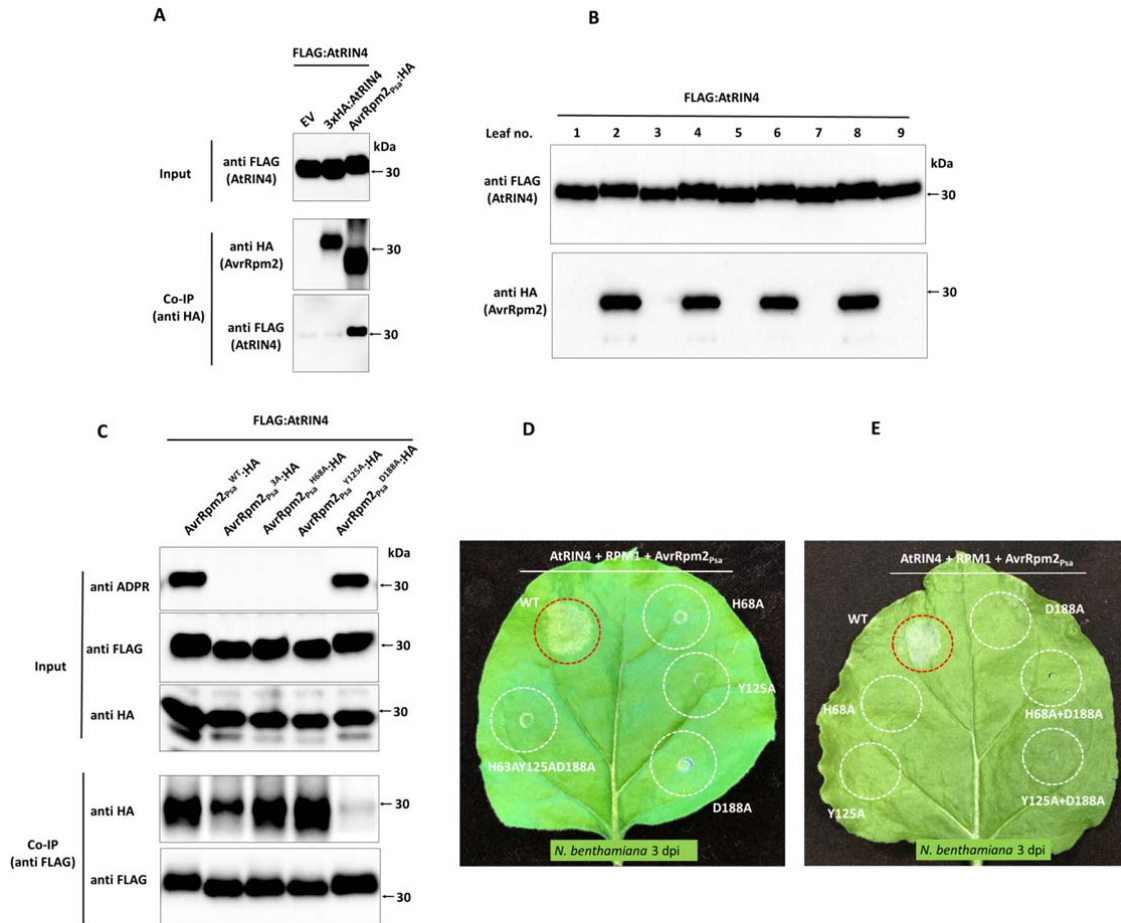 A
FLAG:AtRIN4
EV
3xHA:AtRIN4
AvrRpm2Psa:HA
kDa
Input
anti FLAG
(AtRIN4)
30
anti HA
(AvrRpm2)
30
Co-IP
(anti HA)
anti FLAG
(AtRIN4)
30
B
FLAG:AtRIN4
Leaf no. 1 2 3 4 5 6 7 8 9
kDa
anti FLAG
(AtRIN4)
30
anti HA
(AvrRpm2)
30
C
FLAG:AtRIN4
AvrRpm2PsaWT:HA
AvrRpm2Psa3A:HA
AvrRpm2PsaH68A:HA
AvrRpm2PsaY125A:HA
AvrRpm2PsaD188A:HA
kDa
anti ADPR
30
Input
anti FLAG
30
anti HA
30
Co-IP
(anti FLAG)
anti HA
30
anti FLAG
30
D
AtRIN4 + RPM1 + AvrRpm2Psa
WT
H68A
Y125A
H63AY125AD188A
D188A
N. benthamiana 3 dpi
E
AtRIN4 + RPM1 + AvrRpm2Psa
WT
D188A
H68A
H68A+D188A
Y125A
Y125A+D188A
N. benthamiana 3 dpi